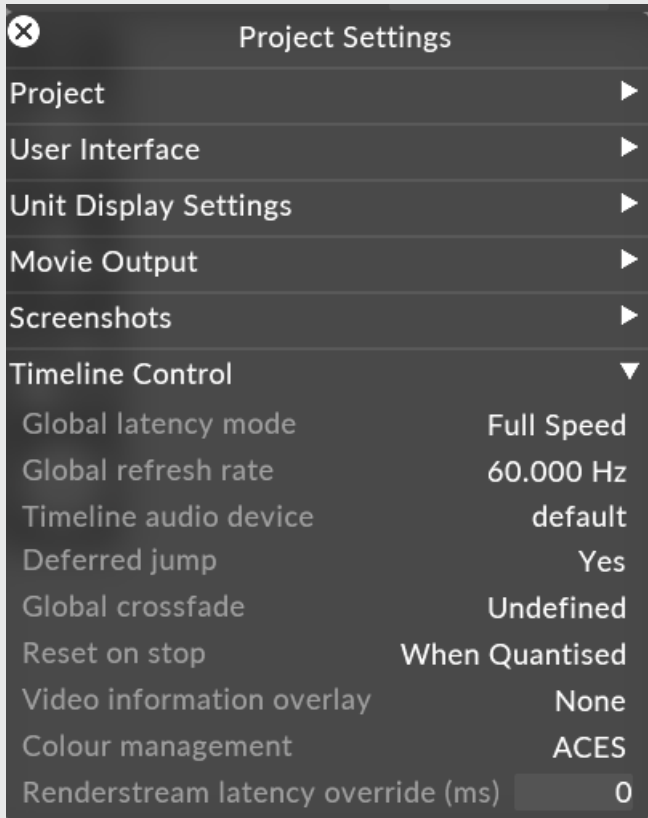 Project Settings
Project
User Interface
Unit Display Settings
Movie Output
Screenshots
Timeline Control
Global latency mode Full Speed
Global refresh rate 60.000 Hz
Timeline audio device default
Deferred jump Yes
Global crossfade Undefined
Reset on stop When Quantised
Video information overlay None
Colour management ACES
Renderstream latency override (ms) 0